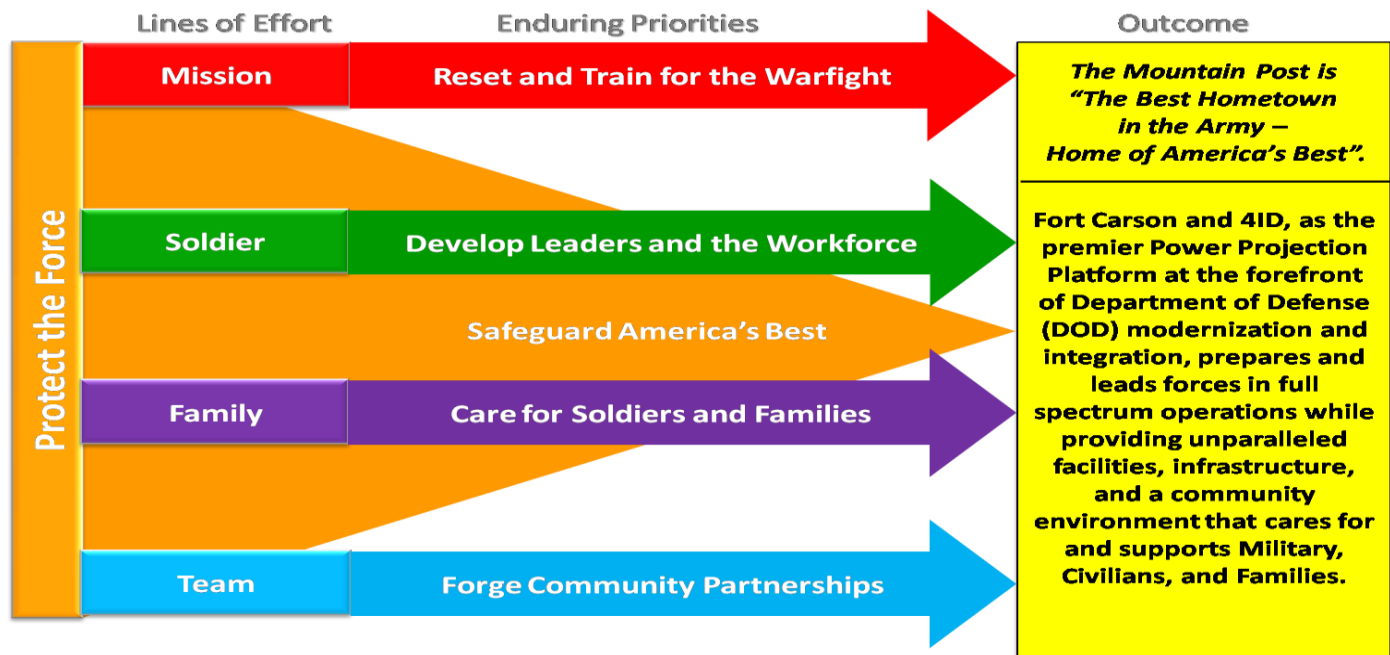 Lines of Effort
Enduring Priorities
Outcome
Protect the Force
Mission
Reset and Train for the Warfight
Soldier
Develop Leaders and the Workforce
Safeguard America’s Best
Family
Care for Soldiers and Families
Team
Forge Community Partnerships
The Mountain Post is
“The Best Hometown
in the Army –
Home of America’s Best”.
Fort Carson and 4ID, as the
premier Power Projection
Platform at the forefront
of Department of Defense
(DOD) modernization and
integration, prepares and
leads forces in full
spectrum operations while
providing unparalleled
facilities, infrastructure,
and a community
environment that cares for
and supports Military,
Civilians, and Families.